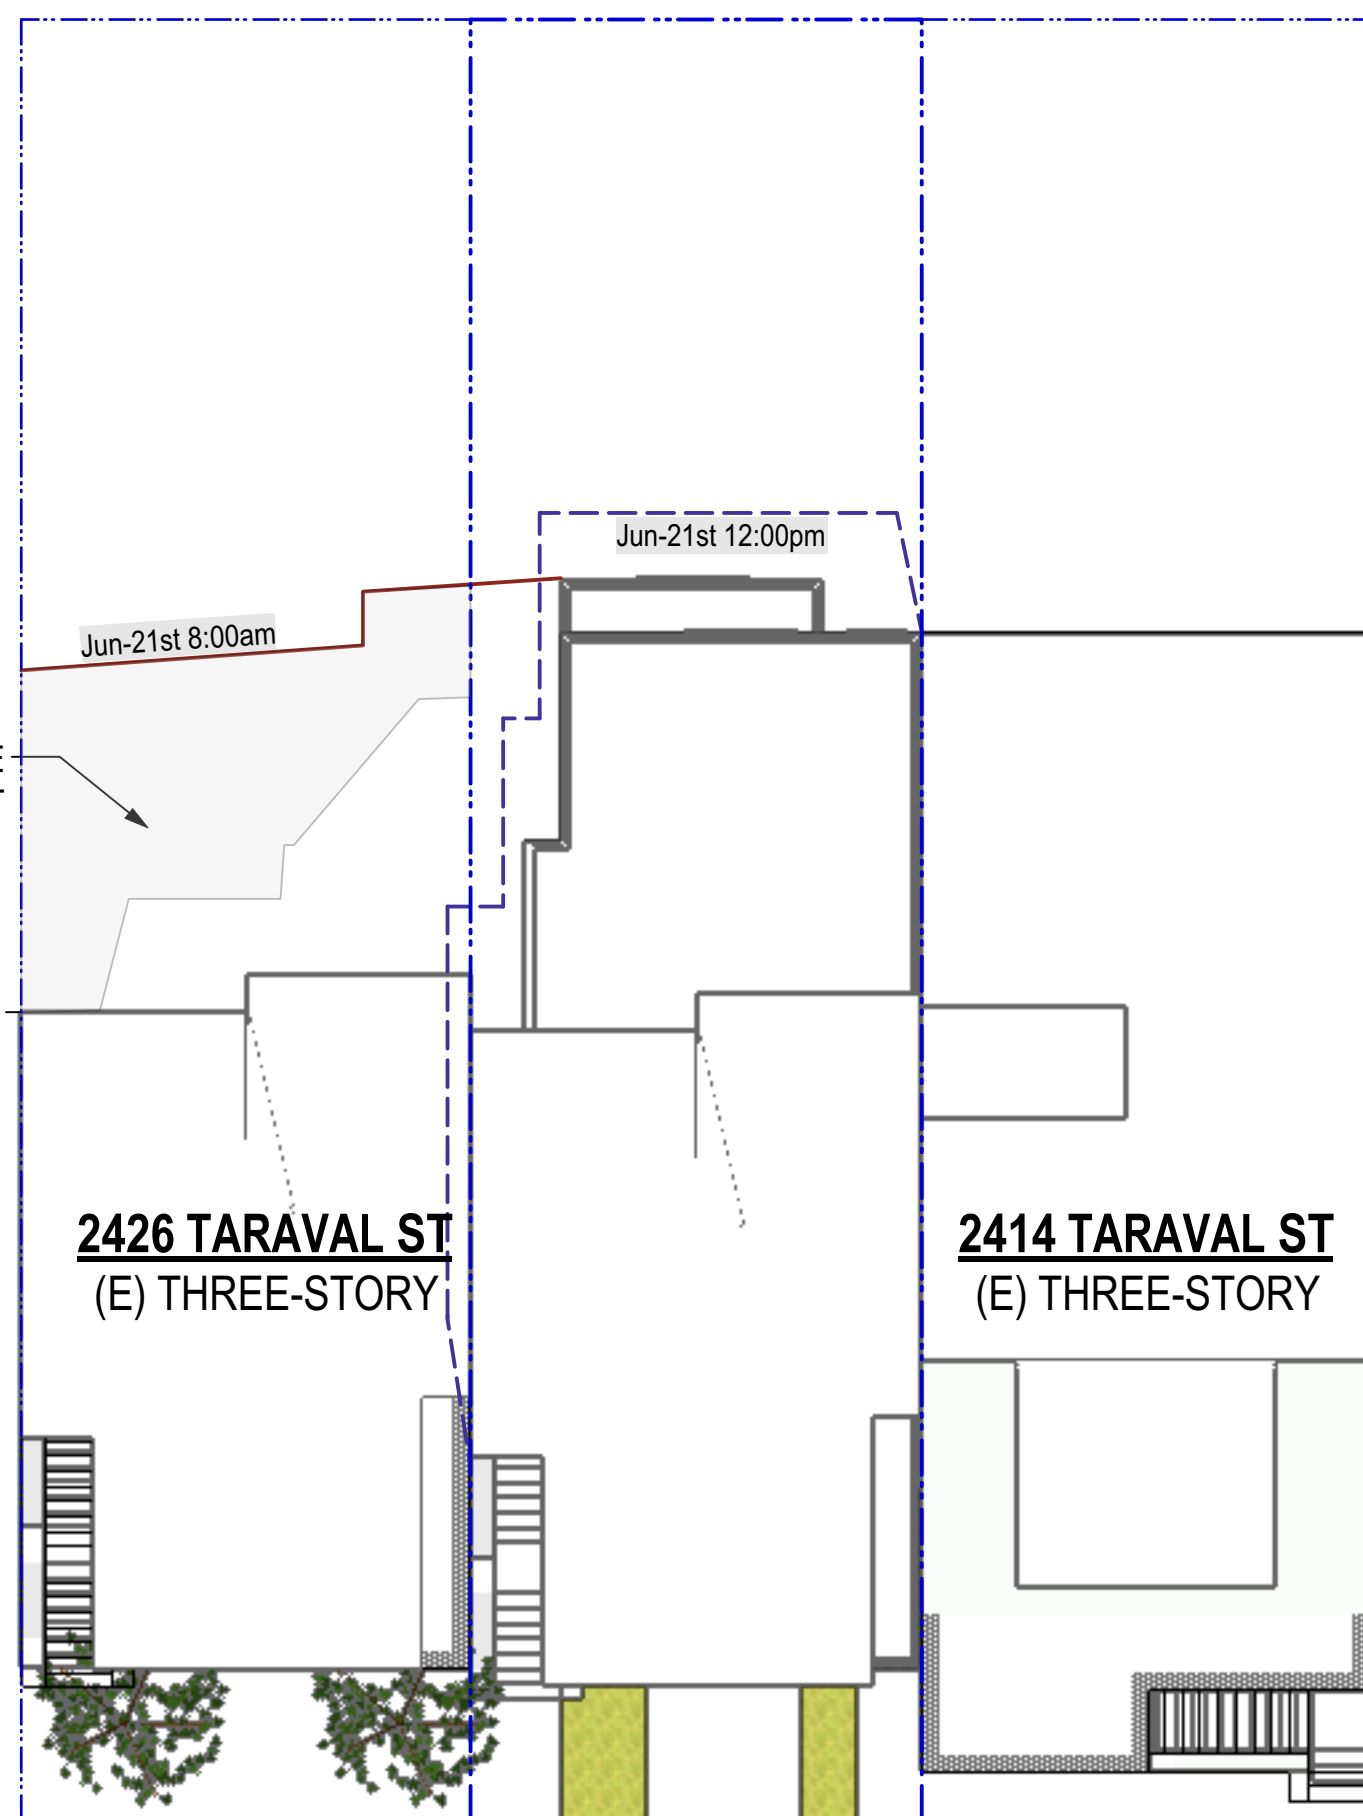 Jun-21st 12:00pm
Jun-21st 8:00am
2426 TARAVAL ST
(E) THREE-STORY
2414 TARAVAL ST
(E) THREE-STORY